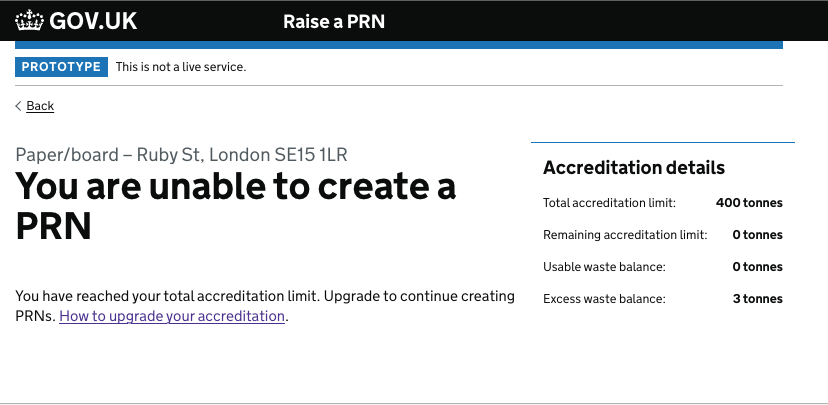 GOV.UK
Raise a PRN
PROTOTYPE This is not a live service.
Back
Paper/board – Ruby St, London SE15 1LR
You are unable to create a
PRN
You have reached your total accreditation limit. Upgrade to continue creating
PRNs. How to upgrade your accreditation.
Accreditation details
Total accreditation limit: 400 tonnes
Remaining accreditation limit: 0 tonnes
Usable waste balance: 0 tonnes
Excess waste balance: 3 tonnes